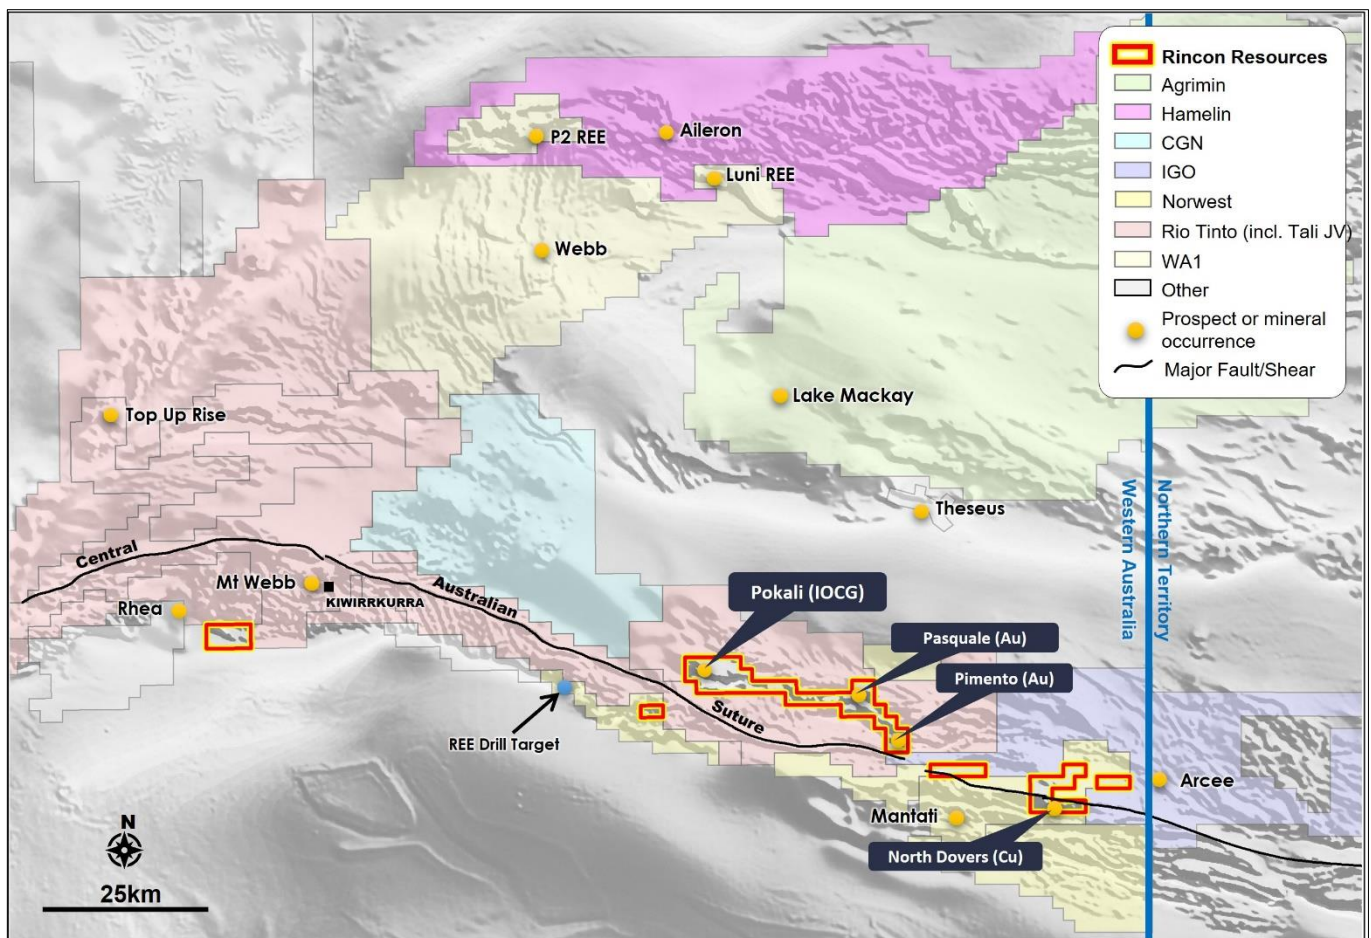 Rincon Resources
Agrimin
Hamelin
CGN
IGO
Norwest
Rio Tinto (incl. Tali JV)
WA1
Other
Prospect or mineral
occurrence
Major Fault/Shear
P2 REE
Aileron
Luni REE
Webb
Lake Mackay
Top Up Rise
Theseus
Western Australia
Northern Territory
Central
Australian
Suture
Mt Webb
KIWIRRKURRA
Rhea
Pokali (IOCG)
Pasquale (Au)
Pimento (Au)
REE Drill Target
Arcee
Mantati
North Dovers (Cu)
N
25km